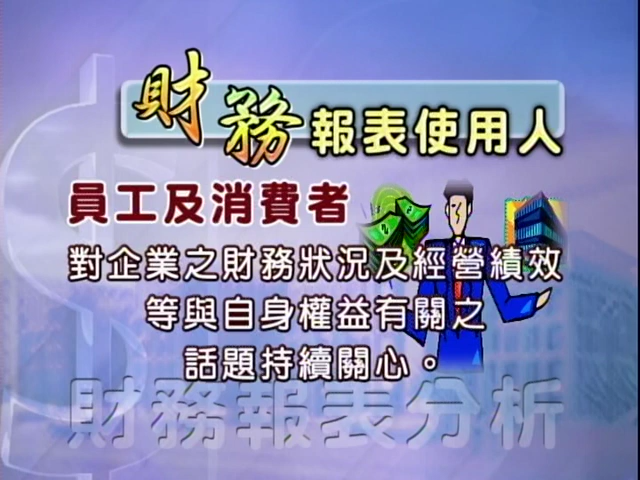 財務報表使用人
員工及消費者
對企業之財務狀況及經營績效
等與自身權益有關之
話題持續關心。
財務報表分析